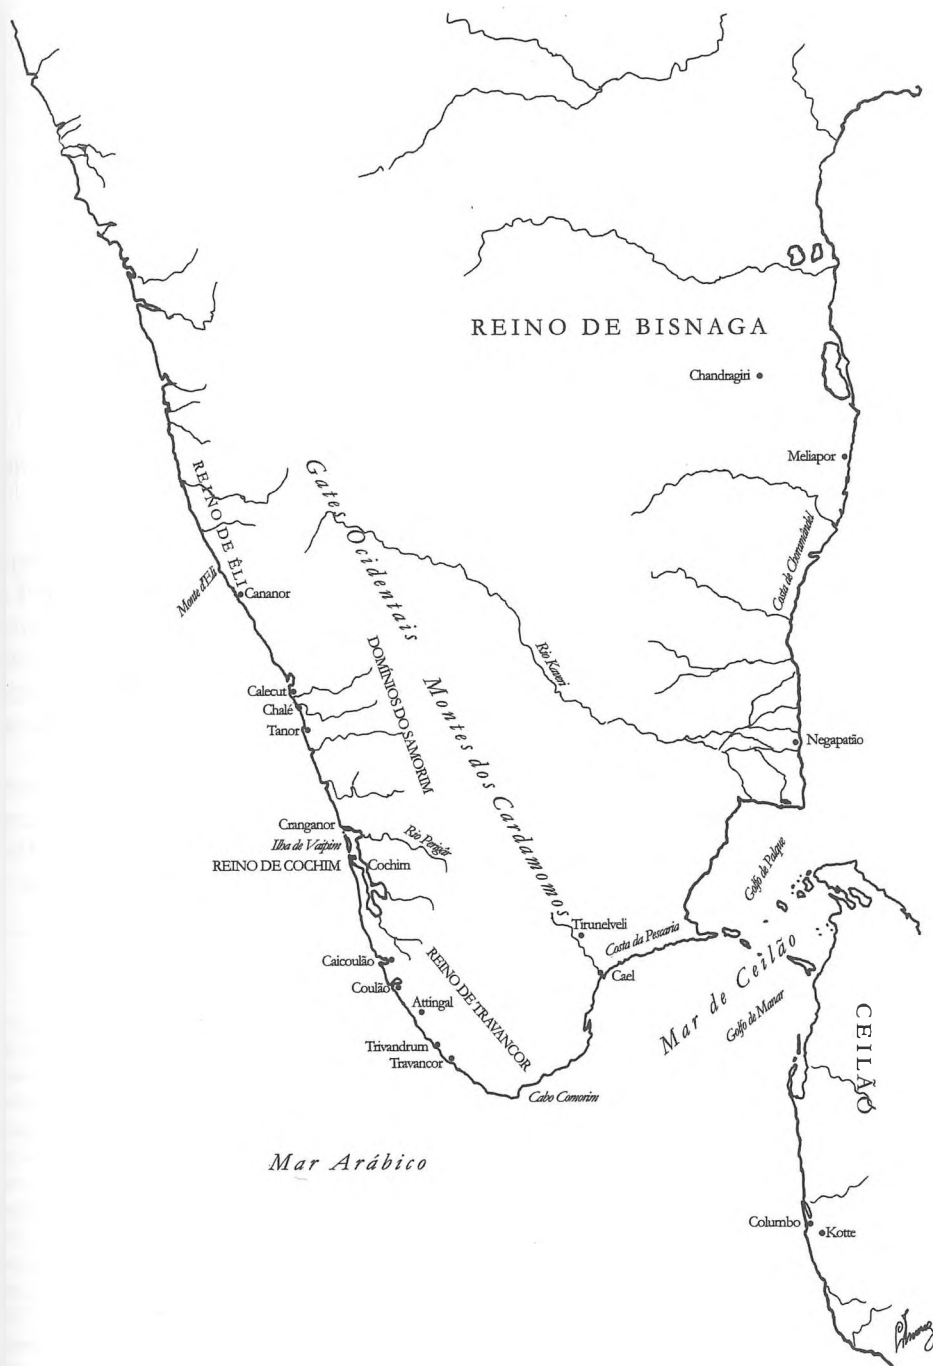 REINO DE BISNAGA
Chandragiri
Meliapor
Gates Ocidentais
REINO DE ÉLI
Costa de Choramândel
Monte d'Eli
Cananor
DOMÍNIOS DO SAMORIM
Rio Kaveri
Montes dos Cardamomos
Calecut
Chalé
Tanor
Negapatão
Cranganor
Rio Periyar
Ilha de Vaipim
REINO DE COCHIM
Cochim
Golfo de Palque
Tirunelveli
Costa da Pescaria
Caicoulão
REINO DE TRAVANCOR
Cael
Mar de Ceilão
Coulão
Attingal
Golfo de Manar
CEILÃO
Trivandrum
Travancor
Cabo Comorim
Mar Arábico
Columbo
Kotte